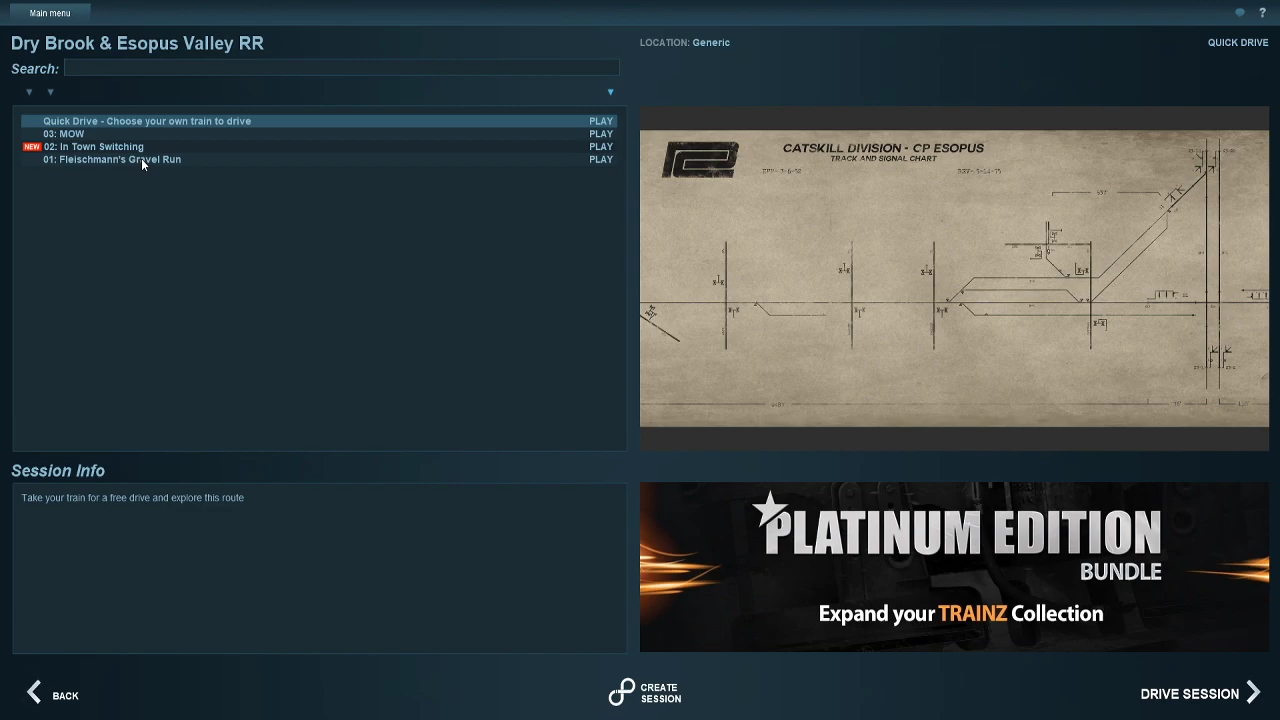 Main menu
?
Dry Brook & Esopus Valley RR
LOCATION: Generic
QUICK DRIVE
Search:
Quick Drive - Choose your own train to drive PLAY
03: MOW PLAY
NEW 02: In Town Switching PLAY
01: Fleischmann's Gravel Run PLAY
CATSKILL DIVISION - CP ESOPUS
TRACK AND SIGNAL CHART
Session Info
Take your train for a free drive and explore this route
PLATINUM EDITION
BUNDLE
Expand your TRAINZ Collection
BACK
CREATE
SESSION
DRIVE SESSION